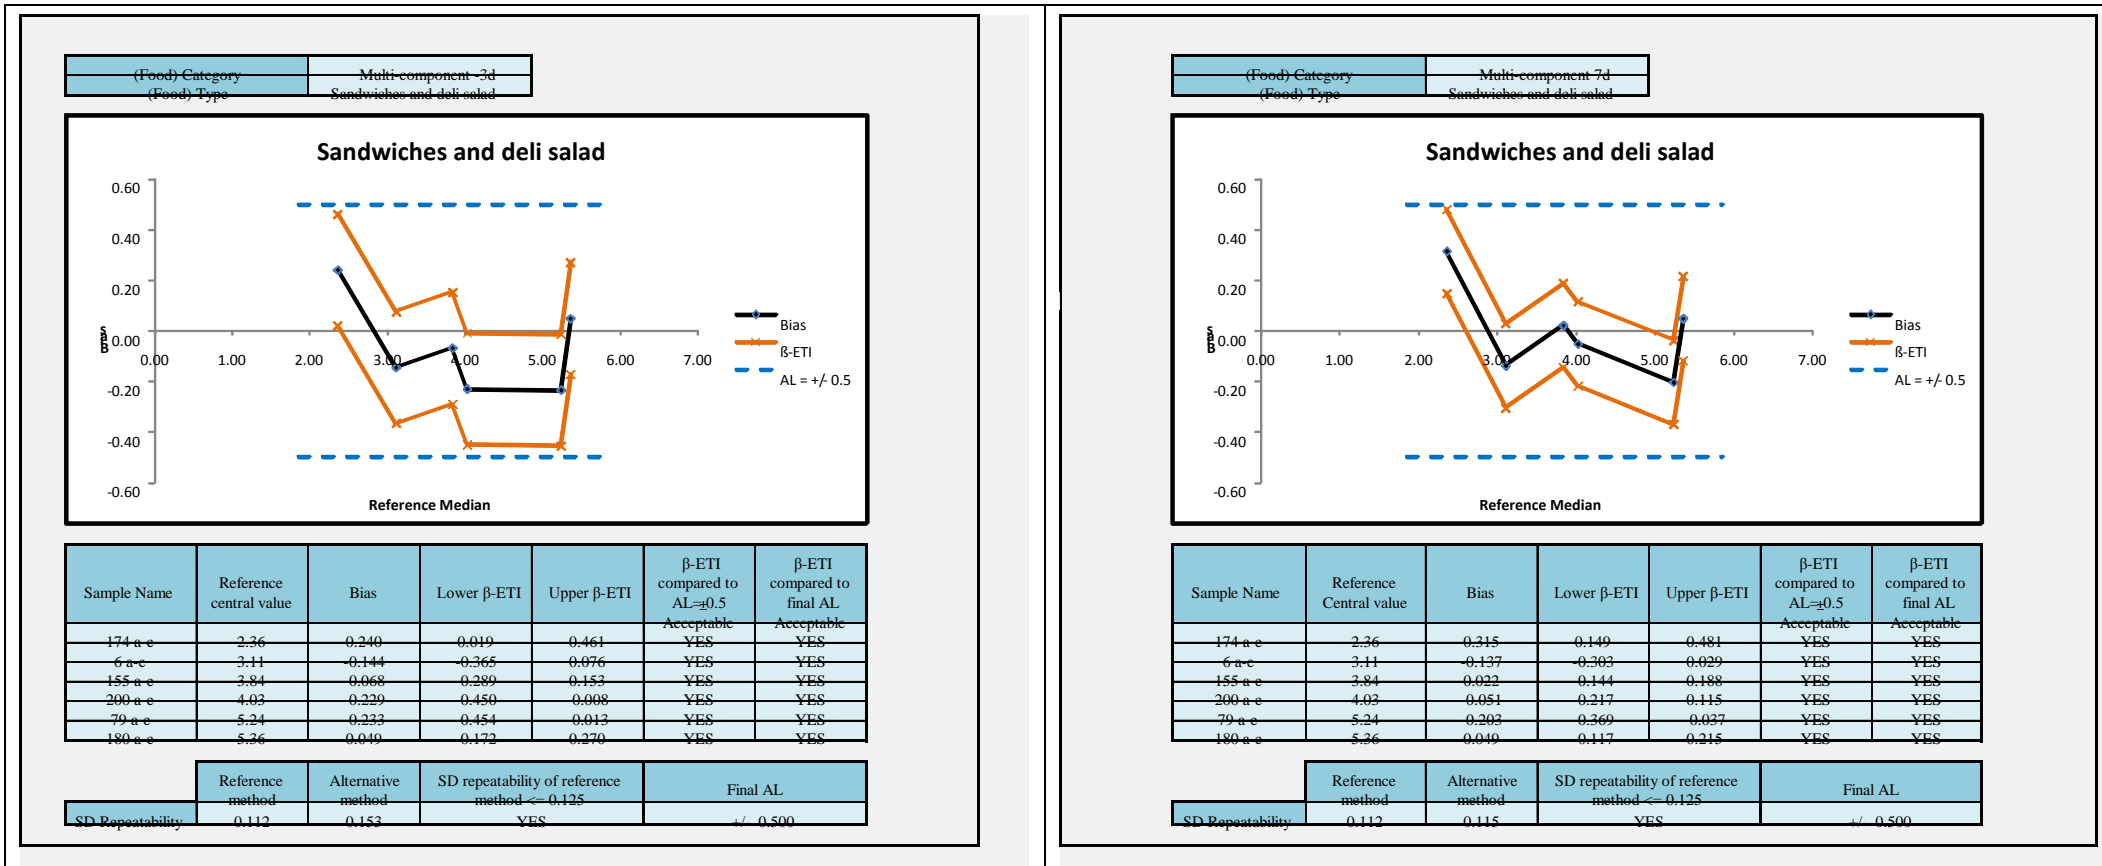 (Food) Category Multi-component -3d
(Food) Type Sandwiches and deli salad
Sandwiches and deli salad
0.60
0.40
0.20
0.00
-0.20
-0.40
-0.60
0.00 1.00 2.00 3.00 4.00 5.00 6.00 7.00
Bias
Reference Median
Bias
ß-ETI
AL = +/- 0.5
Sample Name Reference central value Bias Lower β-ETI Upper β-ETI β-ETI compared to AL=±0.5 Acceptable β-ETI compared to final AL Acceptable
174 a-c 2.36 0.240 0.019 0.461 YES YES
6 a-c 3.11 -0.144 -0.365 0.076 YES YES
155 a-c 3.84 0.068 0.289 0.153 YES YES
200 a-c 4.03 0.229 0.450 0.008 YES YES
79 a-c 5.24 0.233 0.454 0.013 YES YES
180 a-c 5.36 0.049 0.172 0.270 YES YES
Reference method Alternative method SD repeatability of reference method <= 0.125 Final AL
SD Repeatability 0.112 0.153 YES +/- 0.500
(Food) Category Multi-component 7d
(Food) Type Sandwiches and deli salad
Sandwiches and deli salad
0.60
0.40
0.20
0.00
-0.20
-0.40
-0.60
0.00 1.00 2.00 3.00 4.00 5.00 6.00 7.00
Bias
Reference Median
Bias
ß-ETI
AL = +/- 0.5
Sample Name Reference Central value Bias Lower β-ETI Upper β-ETI β-ETI compared to AL=±0.5 Acceptable β-ETI compared to final AL Acceptable
174 a-c 2.36 0.315 0.149 0.481 YES YES
6 a-c 3.11 -0.137 -0.303 0.029 YES YES
155 a-c 3.84 0.022 0.144 0.188 YES YES
200 a-c 4.03 0.051 0.217 0.115 YES YES
79 a-c 5.24 0.203 0.369 -0.037 YES YES
180 a-c 5.36 0.049 0.117 0.215 YES YES
Reference method Alternative method SD repeatability of reference method <= 0.125 Final AL
SD Repeatability 0.112 0.115 YES +/- 0.500